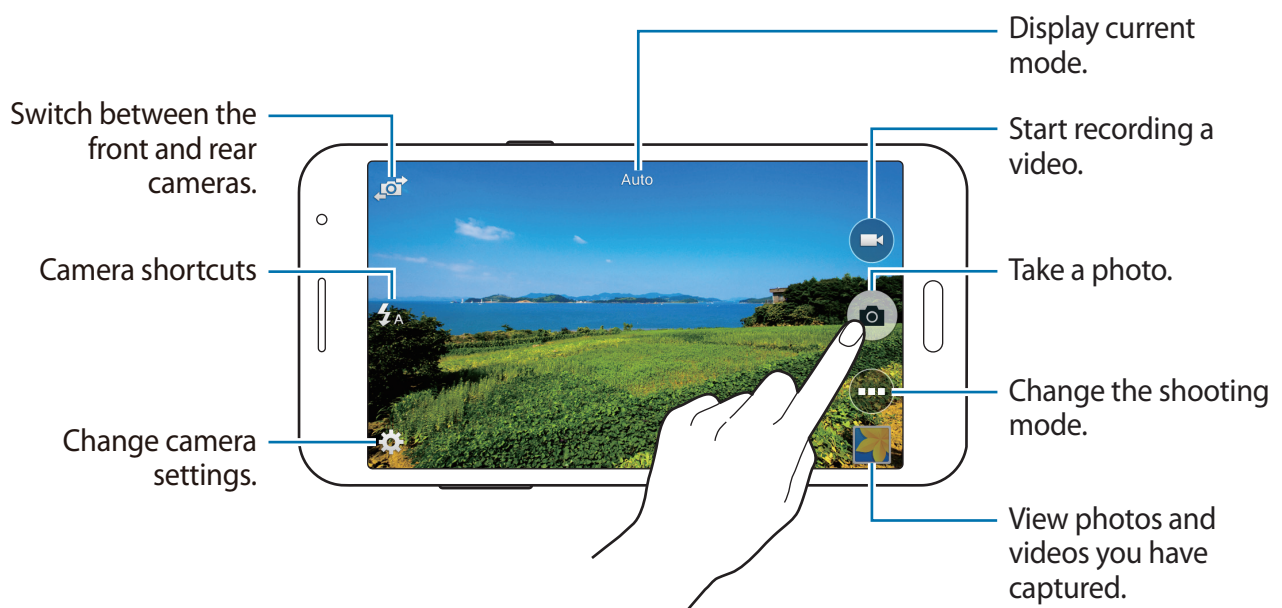 Display current
mode.
Switch between the
front and rear
cameras.
Start recording a
video.
Auto
Camera shortcuts
Take a photo.
A
Change the shooting
mode.
Change camera
settings.
View photos and
videos you have
captured.